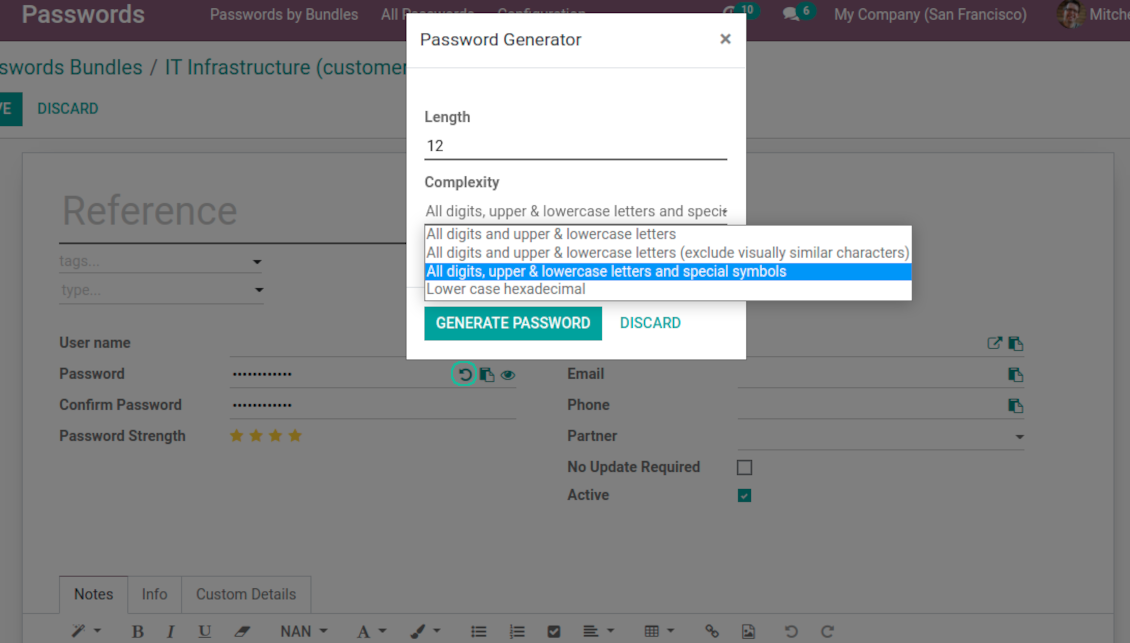 Passwords
Passwords by Bundles
All Passwords
Configuration
10
6
My Company (San Francisco)
Mitche
swords Bundles / IT Infrastructure (customer
E
DISCARD
Password Generator
×
Length
12
Complexity
All digits, upper & lowercase letters and speci
All digits and upper & lowercase letters
All digits and upper & lowercase letters (exclude visually similar characters)
All digits, upper & lowercase letters and special symbols
Lower case hexadecimal
GENERATE PASSWORD
DISCARD
Reference
tags...
type...
User name
Password
••••••••••••
Confirm Password
••••••••••••
Password Strength
Email
Phone
Partner
No Update Required
Active
Notes
Info
Custom Details
B
I
U
NAN
A